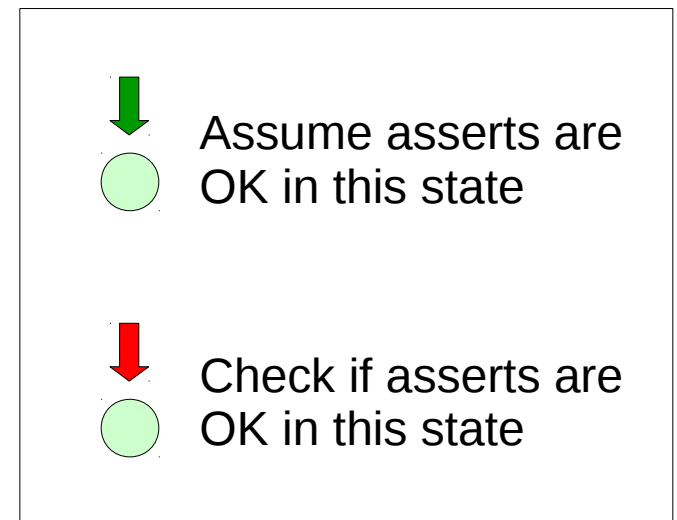 Assume asserts are
OK in this state
Check if asserts are
OK in this state